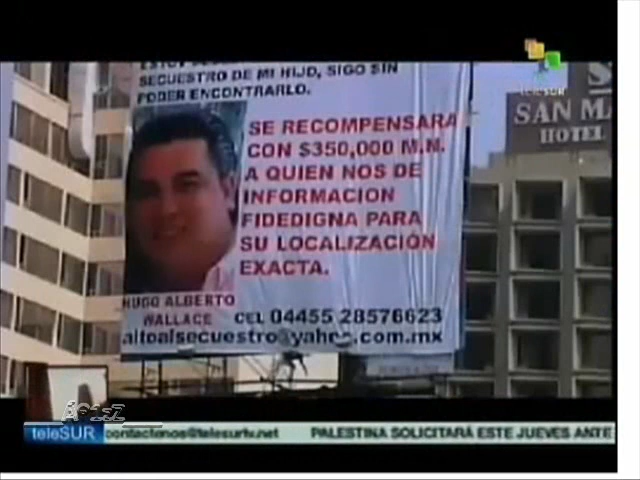 SECUESTRO DE MI HIJO, SIGO SIN
PODER ENCONTRARLO.
SE RECOMPENSARA
CON $350,000 M.N.
A QUIEN NOS DE
INFORMACION
FIDEDIGNA PARA
SU LOCALIZACIÓN
EXACTA.
HUGO ALBERTO
WALLACE
CEL 04455 28576623
altoalsecuestro@yahoo.com.mx
teleSUR
SAN MA
HOTEL
teleSUR
contactenos@telesurtv.net
PALESTINA SOLICITARÁ ESTE JUEVES ANTE